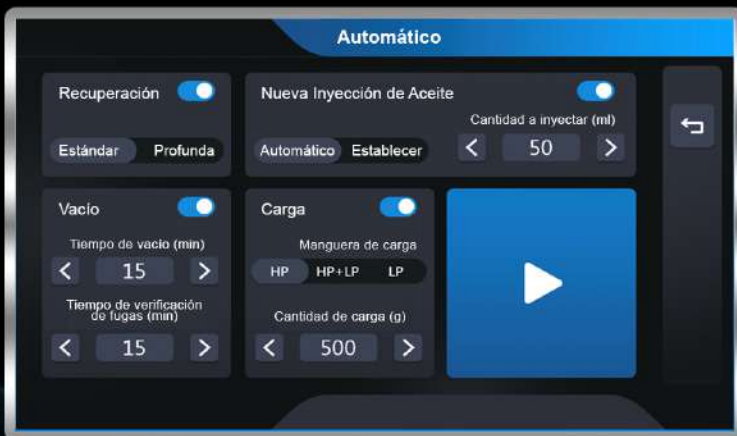 Automático
Recuperación
Estándar Profunda
Nueva Inyección de Aceite
Cantidad a inyectar (ml)
Automático Establecer
50
Vacío
Tiempo de vacío (min)
15
Tiempo de verificación
de fugas (min)
15
Carga
Manguera de carga
HP HP+LP LP
Cantidad de carga (g)
500